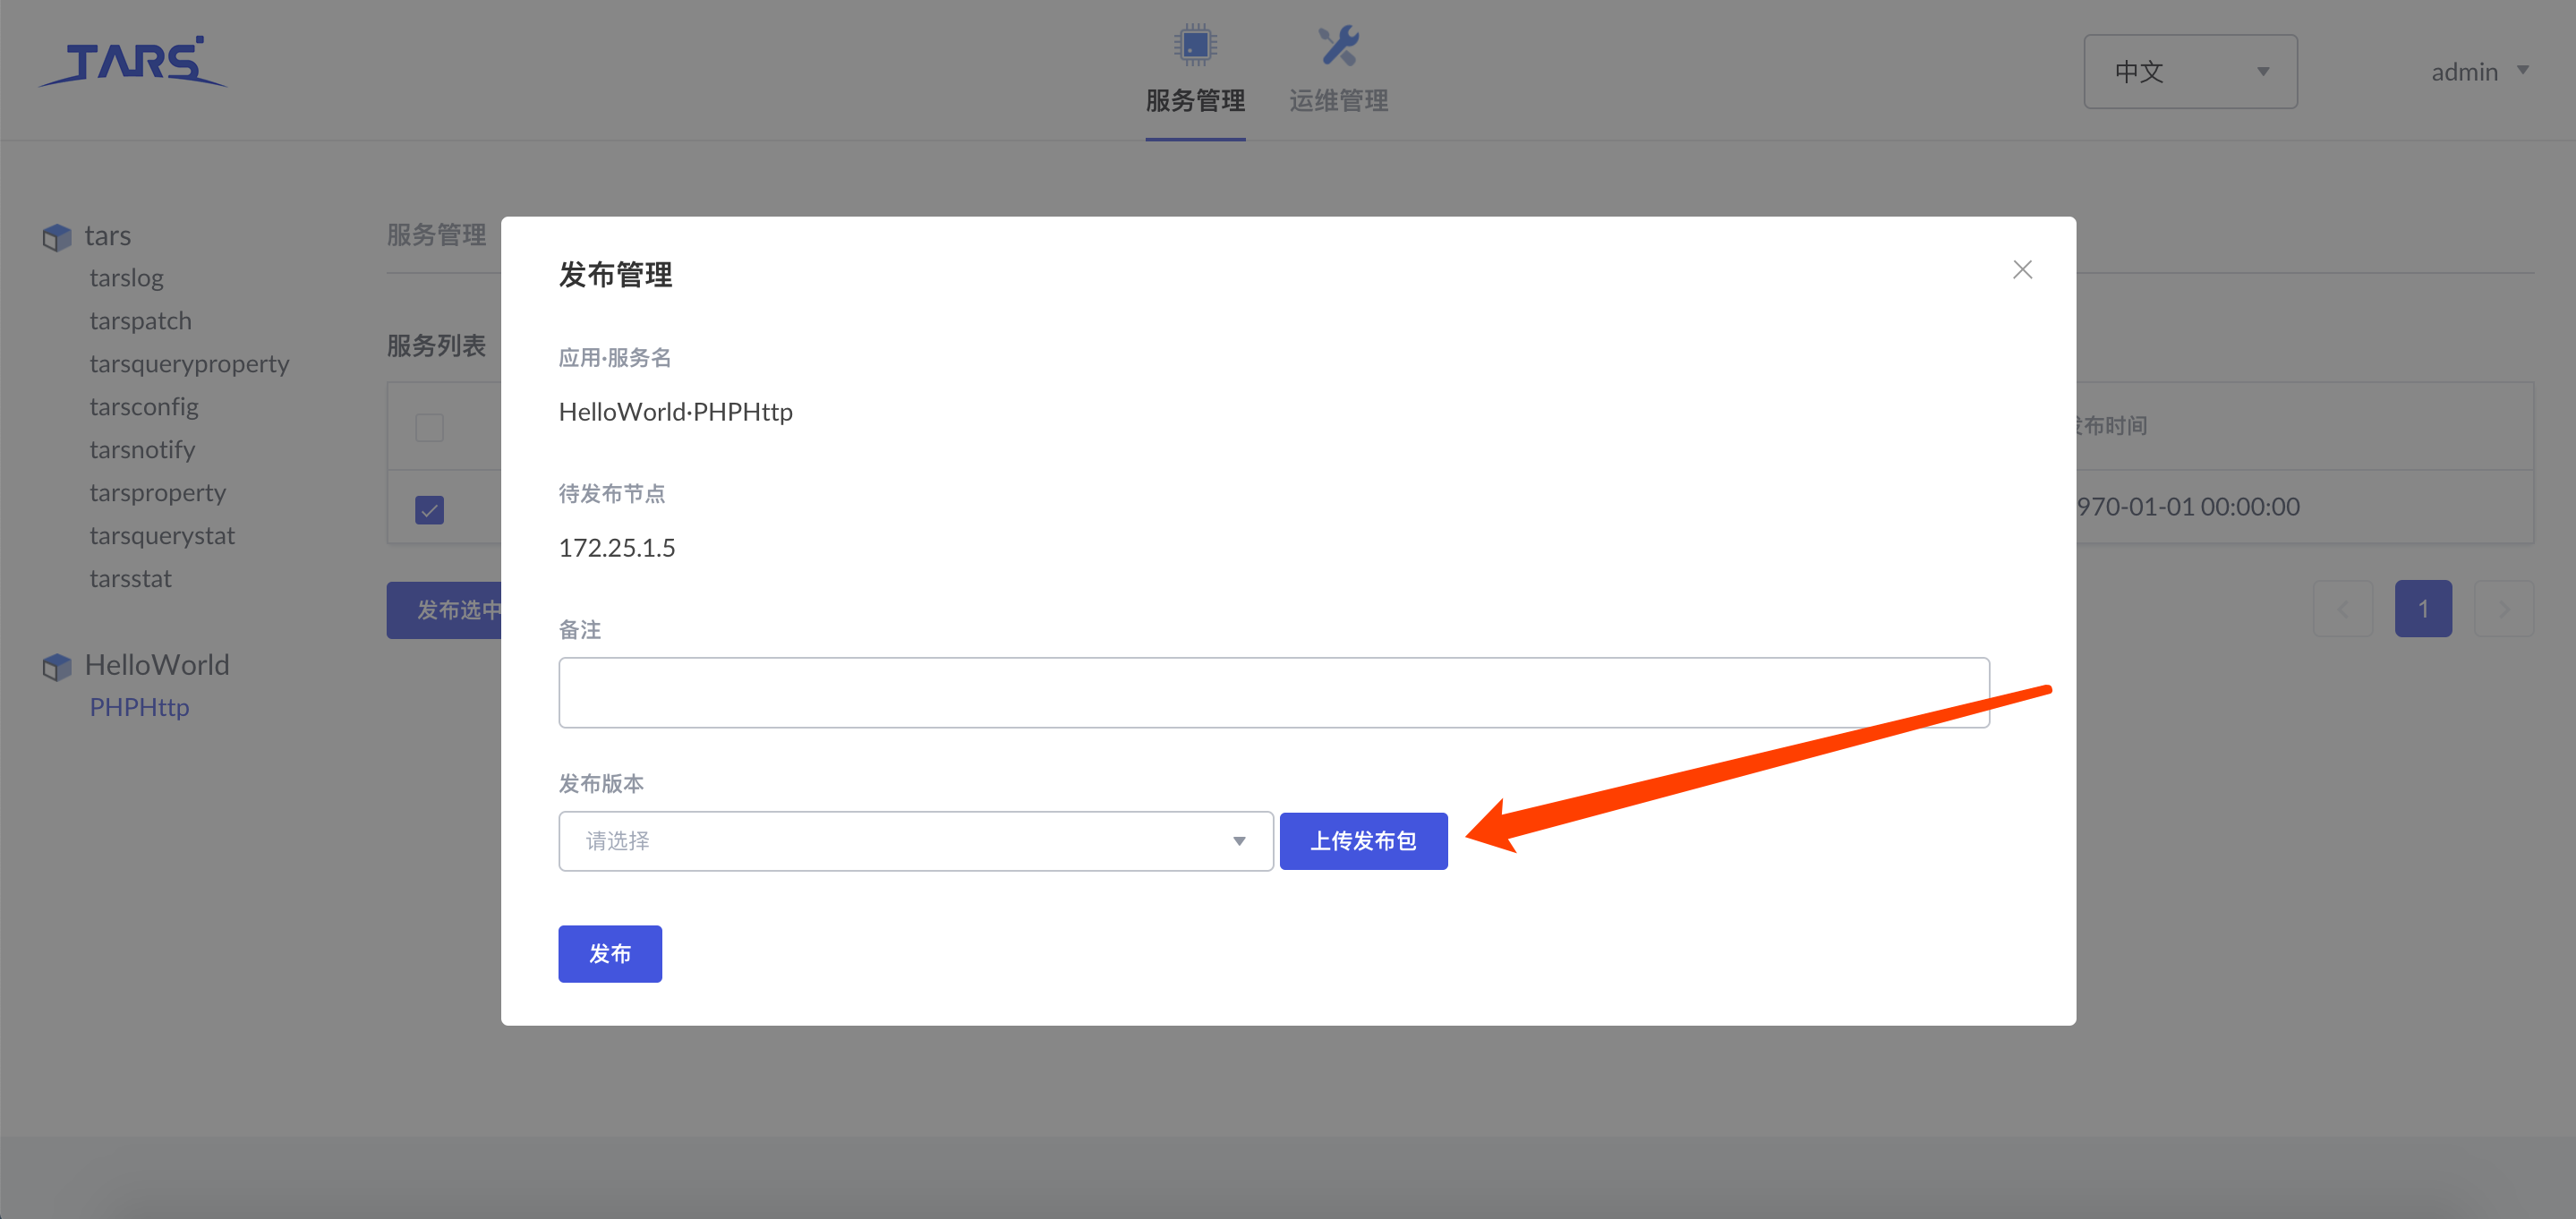 TARS
服务管理
运维管理
中文
admin
tars
tarslog
tarspatch
tarsqueryproperty
tarsconfig
tarsnotify
tarsproperty
tarsquerystat
tarsstat
HelloWorld
PHPHttp
服务管理
服务列表
发布时间
970-01-01 00:00:00
发布选中
1
发布管理
应用·服务名
HelloWorld·PHPHttp
待发布节点
172.25.1.5
备注
发布版本
请选择
上传发布包
发布